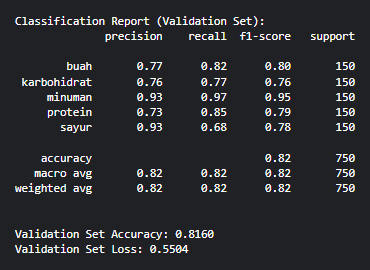 Classification Report (Validation Set):
precision recall f1-score support
buah 0.77 0.82 0.80 150
karbohidrat 0.76 0.77 0.76 150
minuman 0.93 0.97 0.95 150
protein 0.73 0.85 0.79 150
sayur 0.93 0.68 0.78 150
accuracy 0.82 750
macro avg 0.82 0.82 0.82 750
weighted avg 0.82 0.82 0.82 750
Validation Set Accuracy: 0.8160
Validation Set Loss: 0.5504